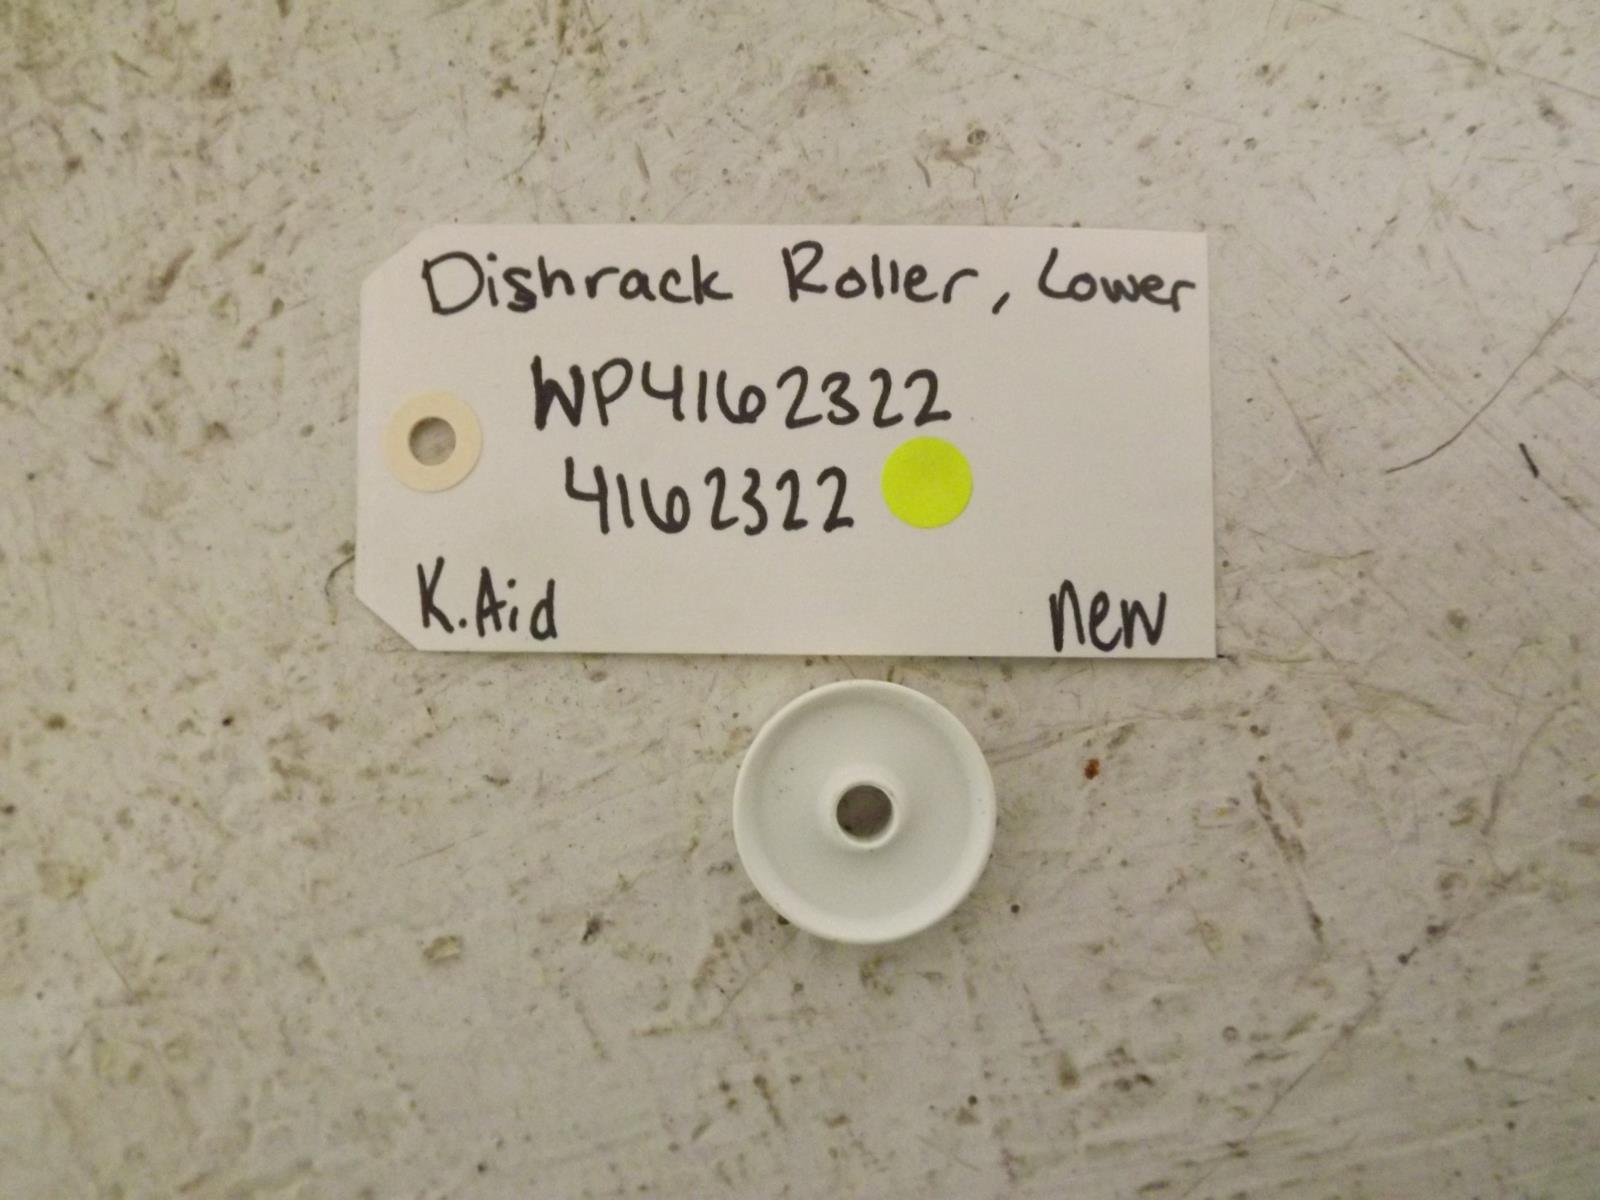 Dishrack Roller, Lower
WP4162322
4162322
K.Aid new